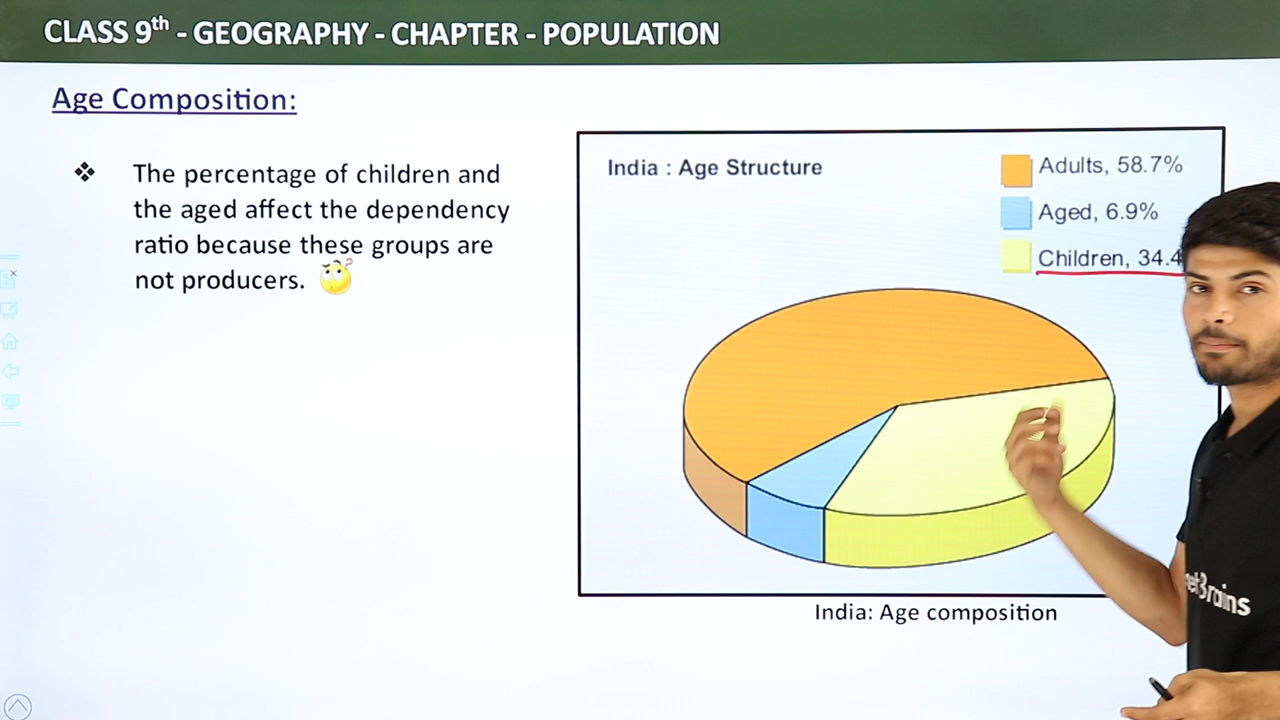 CLASS 9th - GEOGRAPHY - CHAPTER - POPULATION
Age Composition:
❖ The percentage of children and
the aged affect the dependency
ratio because these groups are
not producers.
India : Age Structure
Adults, 58.7%
Aged, 6.9%
Children, 34.4
India: Age composition